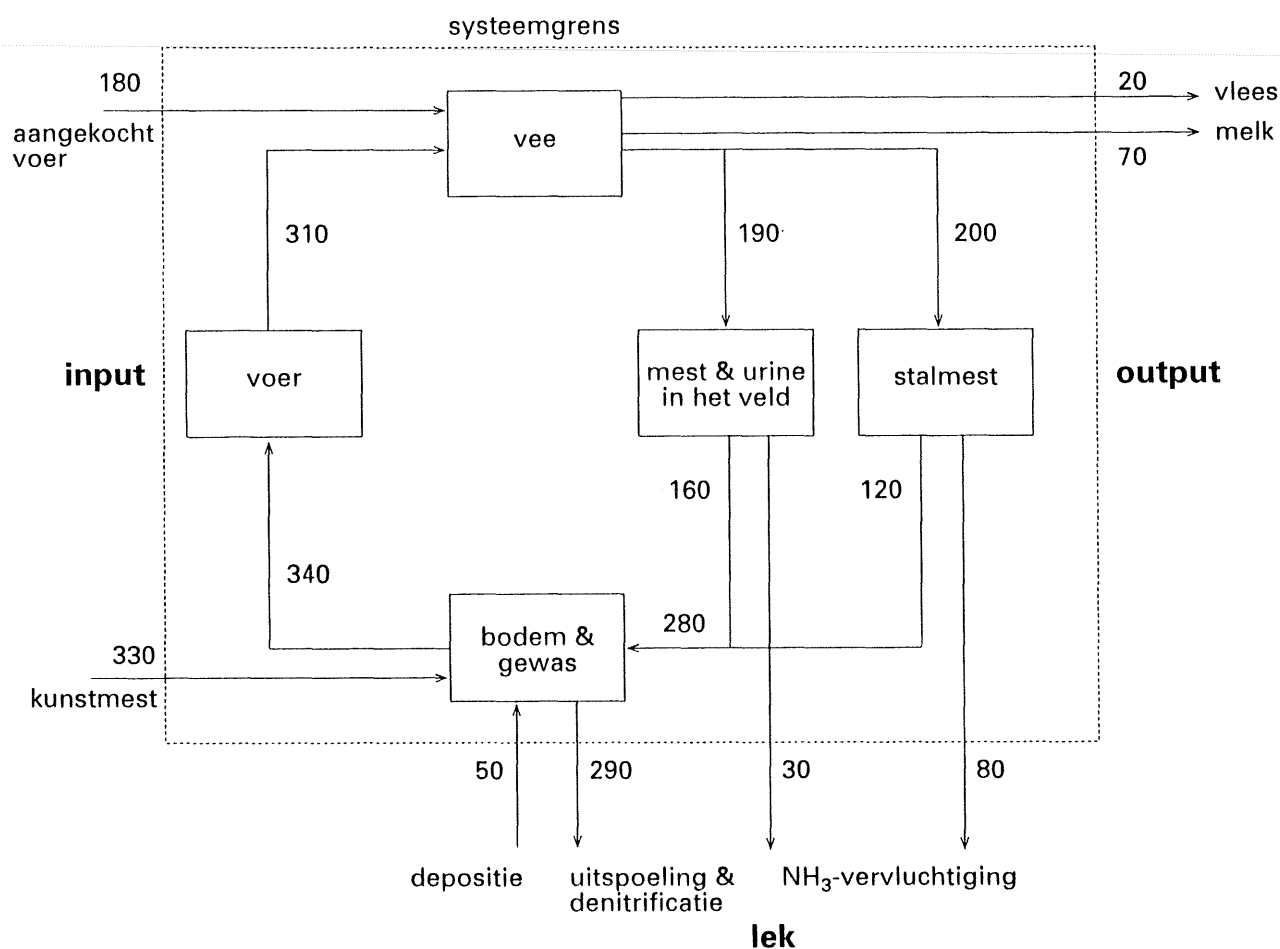 systeemgrens
180
aangekocht
voer
vee
20
vlees
melk
70
310
190
200
input
voer
mest & urine
in het veld
stalmest
output
160
120
340
280
bodem &
gewas
330
kunstmest
50
290
30
80
depositie
uitspoeling &
denitrificatie
NH₃-vervluchtiging
lek